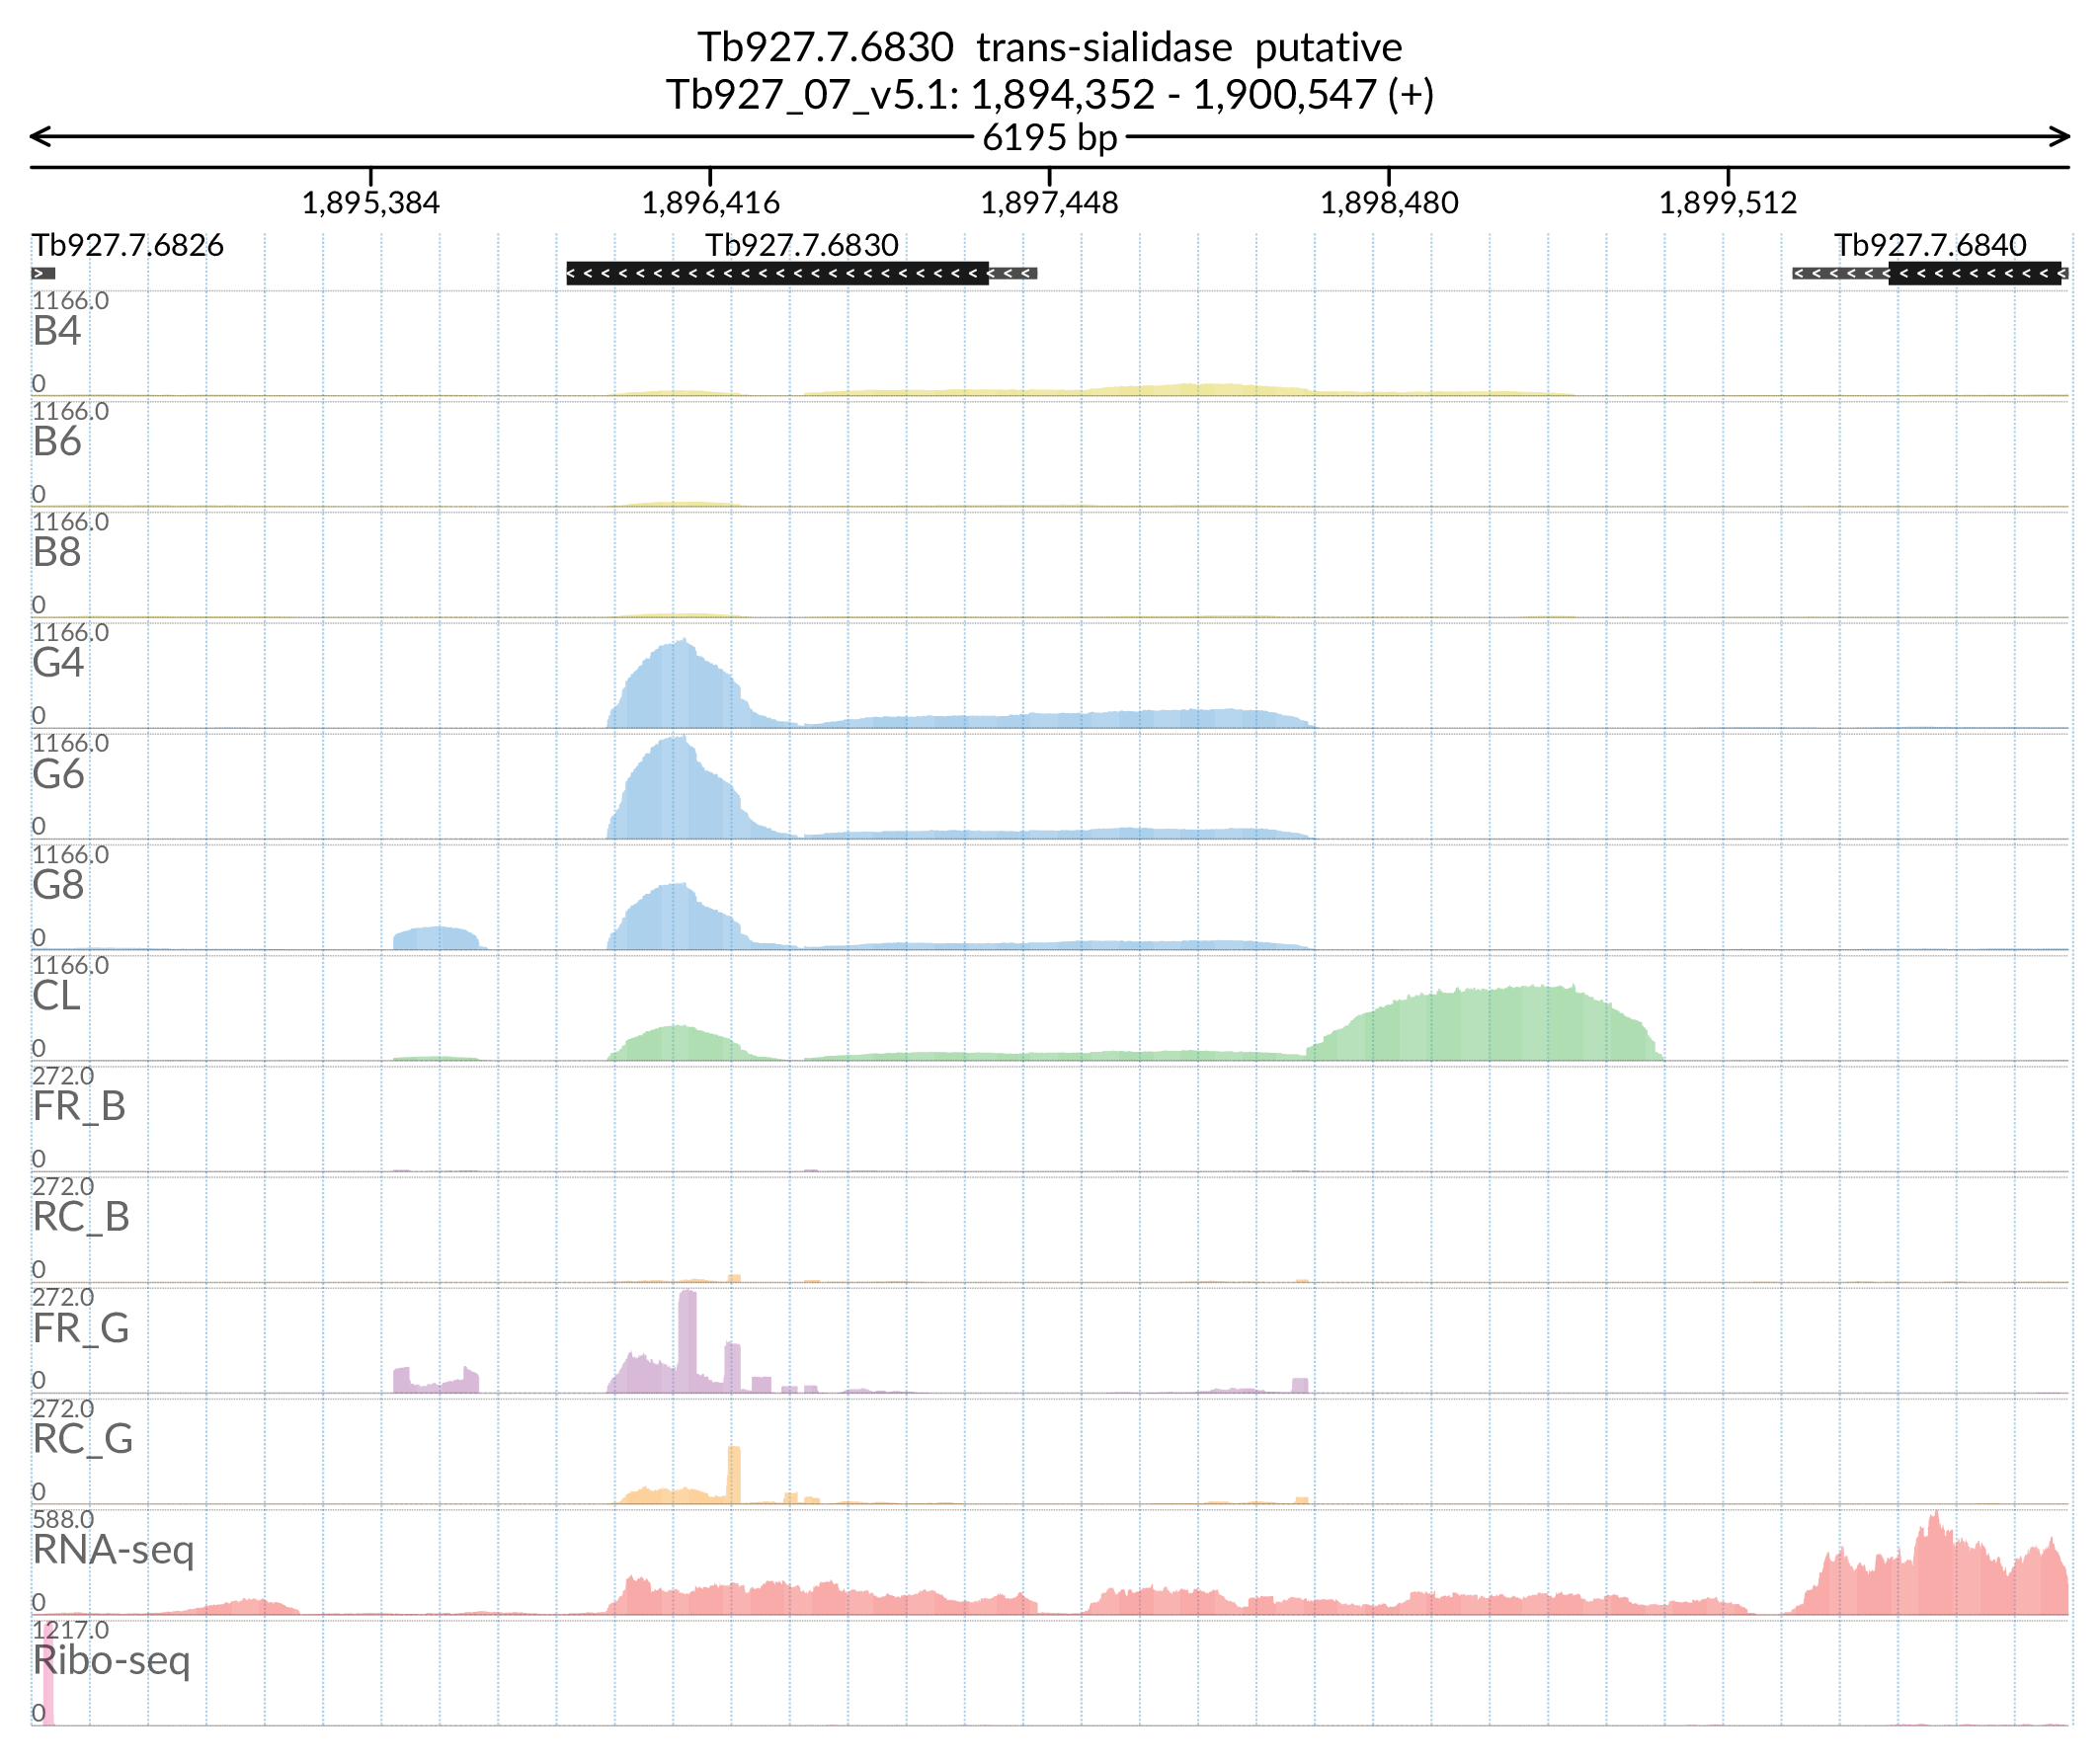 Tb927.7.6830 trans-sialidase putative
Tb927_07_v5.1: 1,894,352 - 1,900,547 (+)
6195 bp
1,895,384 1,896,416 1,897,448 1,898,480 1,899,512
Tb927.7.6826 Tb927.7.6830 Tb927.7.6840
1166.0
B4
0
1166.0
B6
0
1166.0
B8
0
1166.0
G4
0
1166.0
G6
0
1166.0
G8
0
1166.0
CL
0
272.0
FR_B
0
272.0
RC_B
0
272.0
FR_G
0
272.0
RC_G
0
588.0
RNA-seq
0
1217.0
Ribo-seq
0